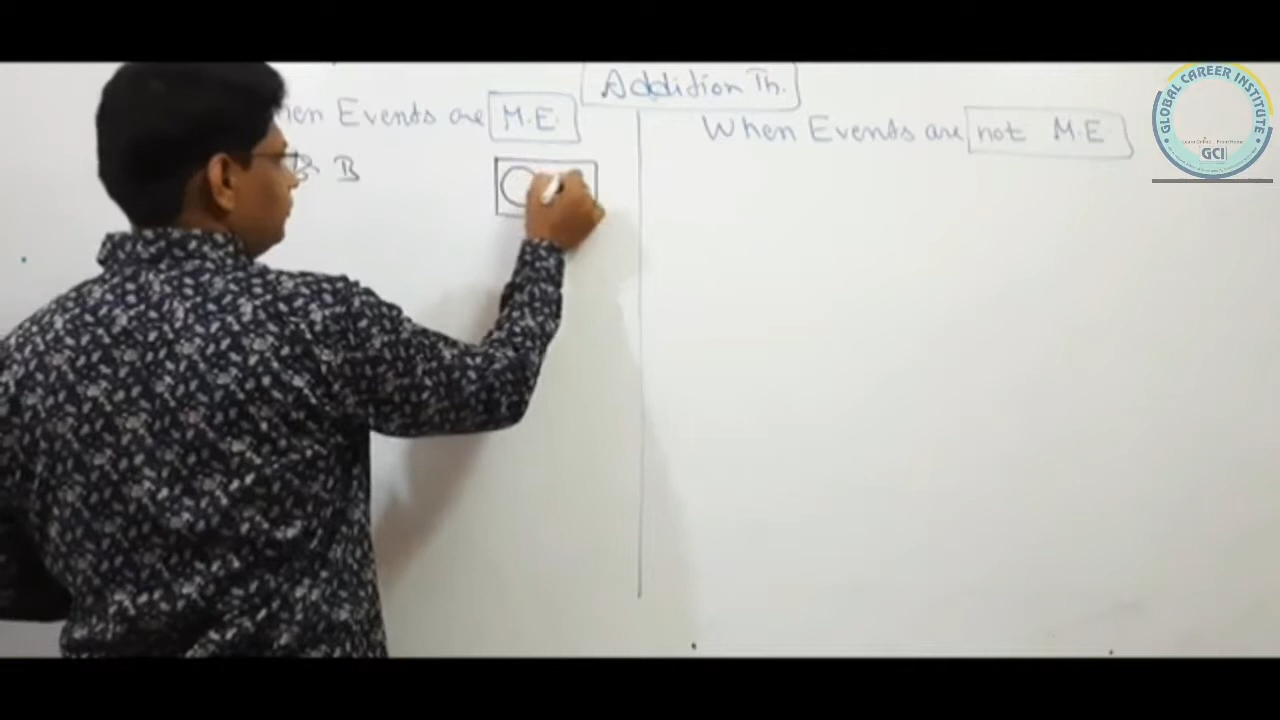 Addition Th.
hen Events are M.E.
& B
When Events are not M.E
GLOBAL CAREER INSTITUTE
GCI